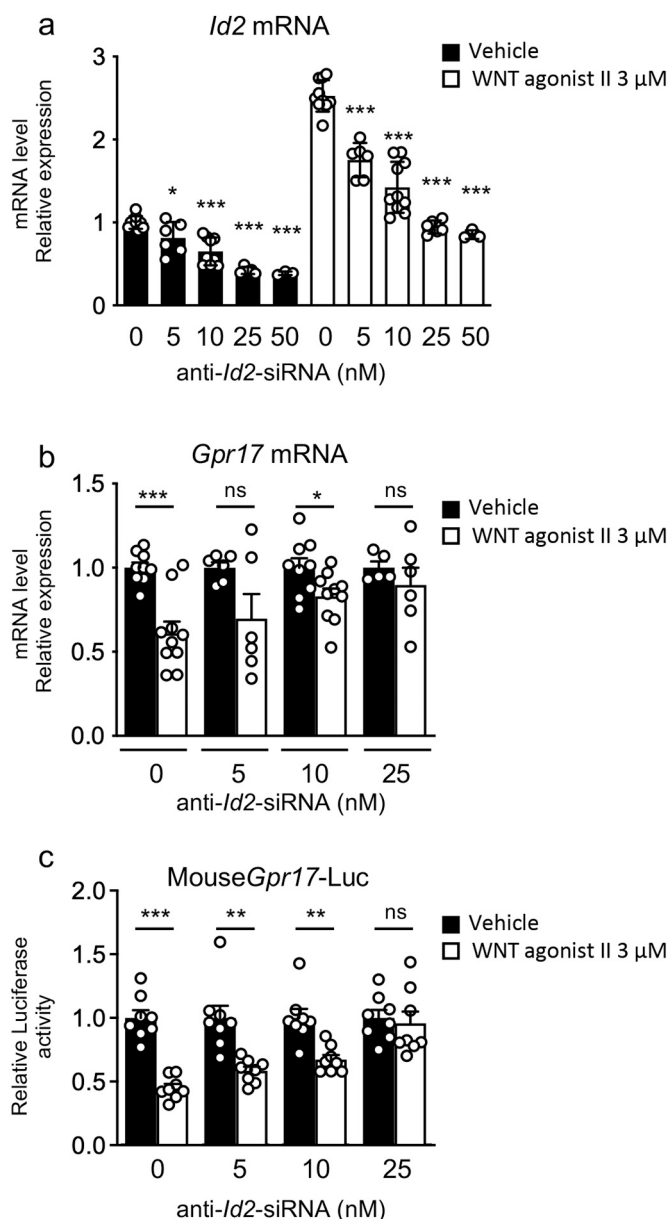 a
Id2 mRNA
Vehicle
WNT agonist II 3 µM
mRNA level
Relative expression
3
2
1
0
* *** *** *** *** *** *** ***
0 5 10 25 50 0 5 10 25 50
anti-Id2-siRNA (nM)
b
Gpr17 mRNA
Vehicle
WNT agonist II 3 µM
mRNA level
Relative expression
1.5
1.0
0.5
0.0
*** ns * ns
0 5 10 25
anti-Id2-siRNA (nM)
c
MouseGpr17-Luc
Vehicle
WNT agonist II 3 µM
Relative Luciferase
activity
2.0
1.5
1.0
0.5
0.0
*** ** ** ns
0 5 10 25
anti-Id2-siRNA (nM)